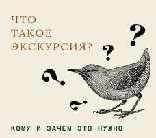 ЧТО
ТАКОЕ
ЭКСКУРСИЯ?
? ? ? ?
КОМУ И ЗАЧЕМ ЭТО НУЖНО